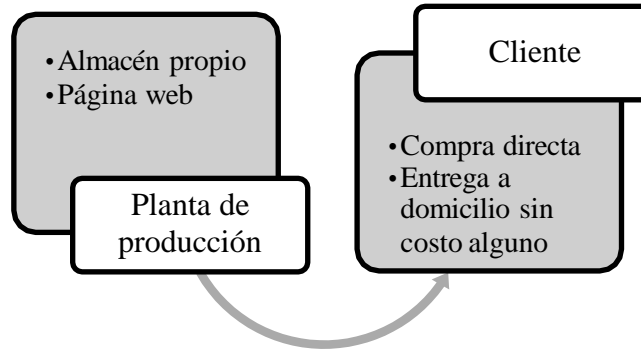 • Almacén propio
• Página web
Planta de
producción
Cliente
• Compra directa
• Entrega a
domicilio sin
costo alguno